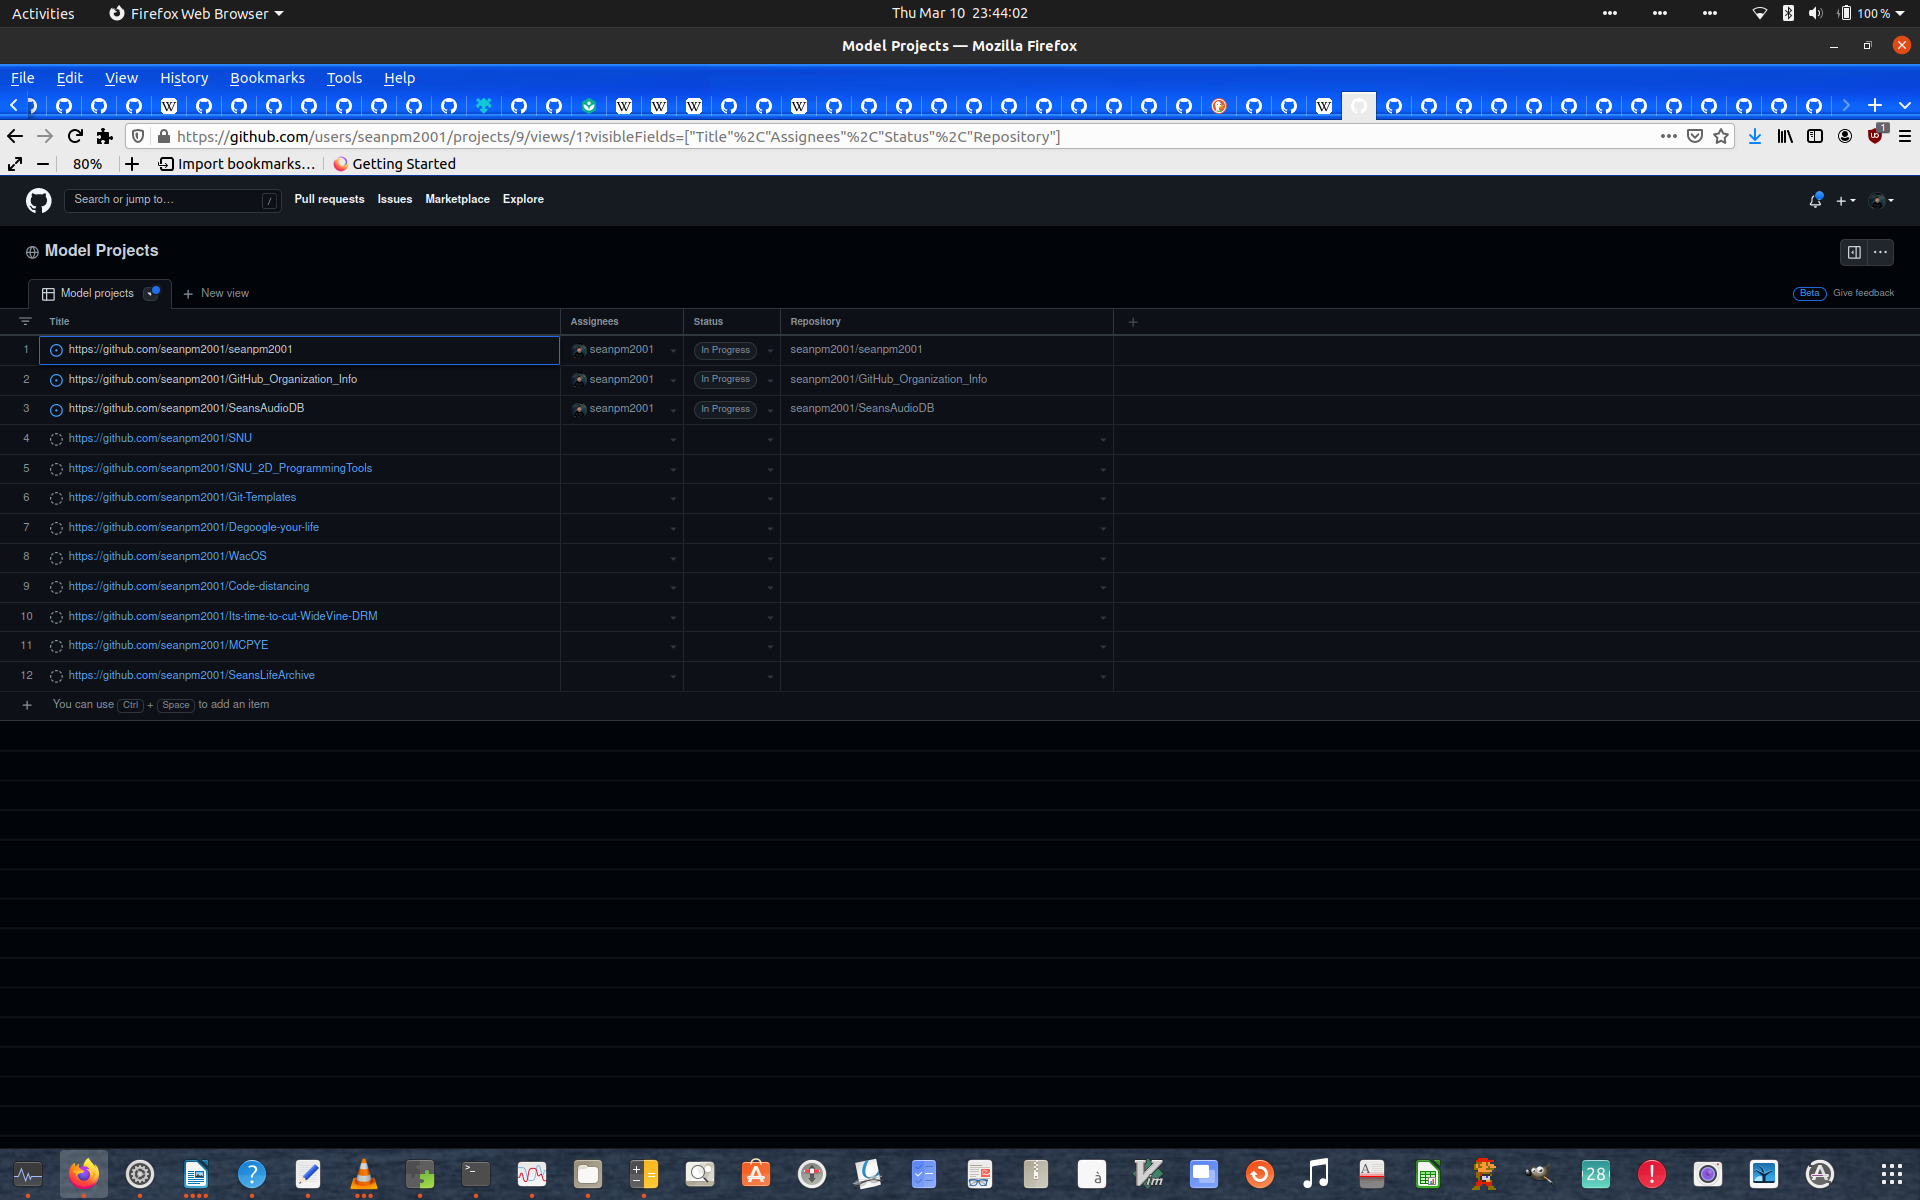 Activities Firefox Web Browser Thu Mar 10 23:44:02 100 %
Model Projects — Mozilla Firefox
File Edit View History Bookmarks Tools Help
https://github.com/users/seanpm2001/projects/9/views/1?visibleFields=["Title"%2C"Assignees"%2C"Status"%2C"Repository"] 1
80% Import bookmarks… Getting Started
Search or jump to… / Pull requests Issues Marketplace Explore
Model Projects
Model projects New view Beta Give feedback
Title Assignees Status Repository
1 https://github.com/seanpm2001/seanpm2001 seanpm2001 In Progress seanpm2001/seanpm2001
2 https://github.com/seanpm2001/GitHub_Organization_Info seanpm2001 In Progress seanpm2001/GitHub_Organization_Info
3 https://github.com/seanpm2001/SeansAudioDB seanpm2001 In Progress seanpm2001/SeansAudioDB
4 https://github.com/seanpm2001/SNU
5 https://github.com/seanpm2001/SNU_2D_ProgrammingTools
6 https://github.com/seanpm2001/Git-Templates
7 https://github.com/seanpm2001/Degoogle-your-life
8 https://github.com/seanpm2001/WacOS
9 https://github.com/seanpm2001/Code-distancing
10 https://github.com/seanpm2001/Its-time-to-cut-WideVine-DRM
11 https://github.com/seanpm2001/MCPYE
12 https://github.com/seanpm2001/SeansLifeArchive
+ You can use Ctrl + Space to add an item
28